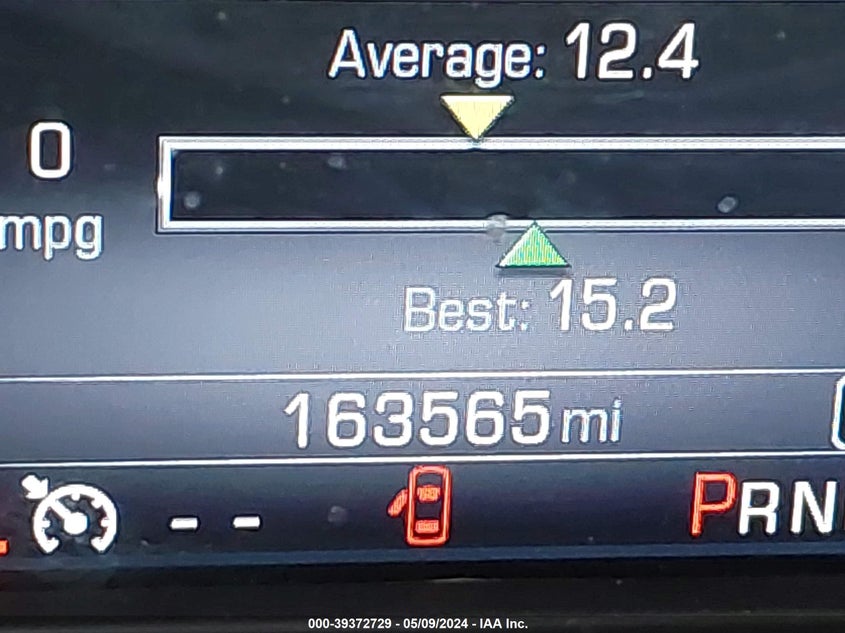 Average: 12.4
0
mpg
Best: 15.2
163565 mi
-- PRN
000-39372729 - 05/09/2024 - IAA Inc.